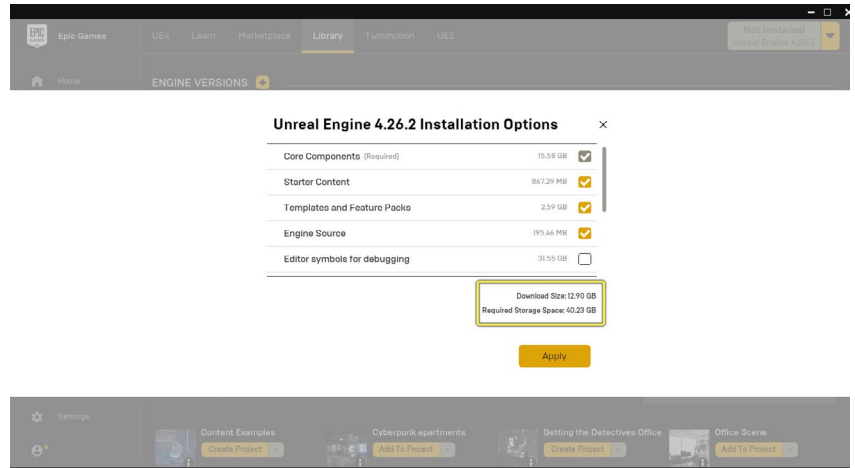 EPIC GAMES
Epic Games
UE4 Learn Marketplace Library Twinmotion UE5
Not Installed
Unreal Engine 4.26.2
Home
ENGINE VERSIONS
Unreal Engine 4.26.2 Installation Options
Core Components (Required) 15.58 GB
Starter Content 867.29 MB
Templates and Feature Packs 2.59 GB
Engine Source 195.46 MB
Editor symbols for debugging 31.55 GB
Download Size: 12.90 GB
Required Storage Space: 40.23 GB
Apply
Settings
Content Examples
Create Project
Cyberpunk apartments
Add To Project
Getting the Detectives Office
Create Project
Office Scene
Add To Project